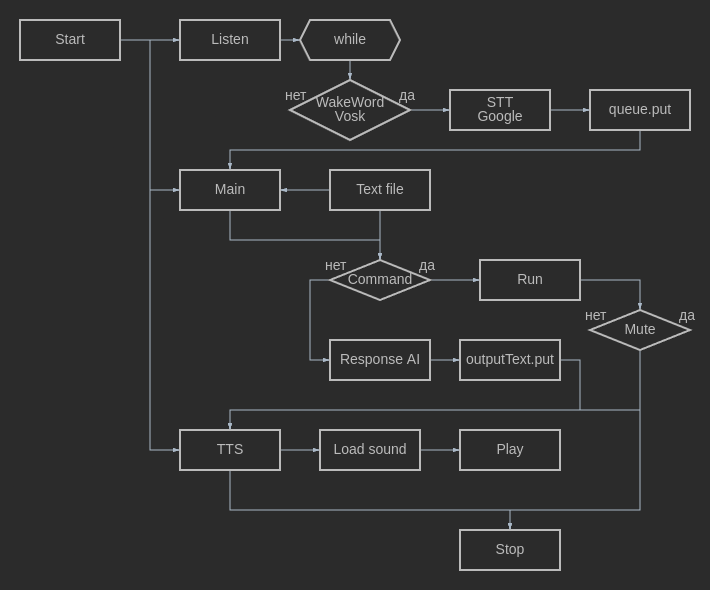 Start
Listen
while
нет
да
WakeWord
Vosk
STT
Google
queue.put
Main
Text file
нет
да
Command
Run
нет
да
Mute
Response AI
outputText.put
TTS
Load sound
Play
Stop